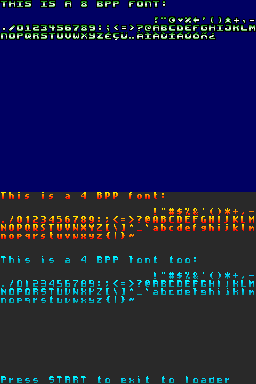 THIS IS A 8 BPP FONT:
'()*+,-
./0123456789:;<=>?@ABCDEFGHIJKLM
NOPQRSTUVWXYZ
This is a 4 BPP font:
!"#$%&'()*+,-
./0123456789:;<=>?@ABCDEFGHIJKLM
NOPQRSTUVWXYZ[\]^_`abcdefghijklm
nopqrstuvwxyz{|}~
This is a 4 BPP font too:
!"#$%&'()*+,-
./0123456789:;<=>?@ABCDEFGHIJKLM
NOPQRSTUVWXYZ[\]^_`abcdefghijklm
nopqrstuvwxyz{|}~
Press START to exit to loader